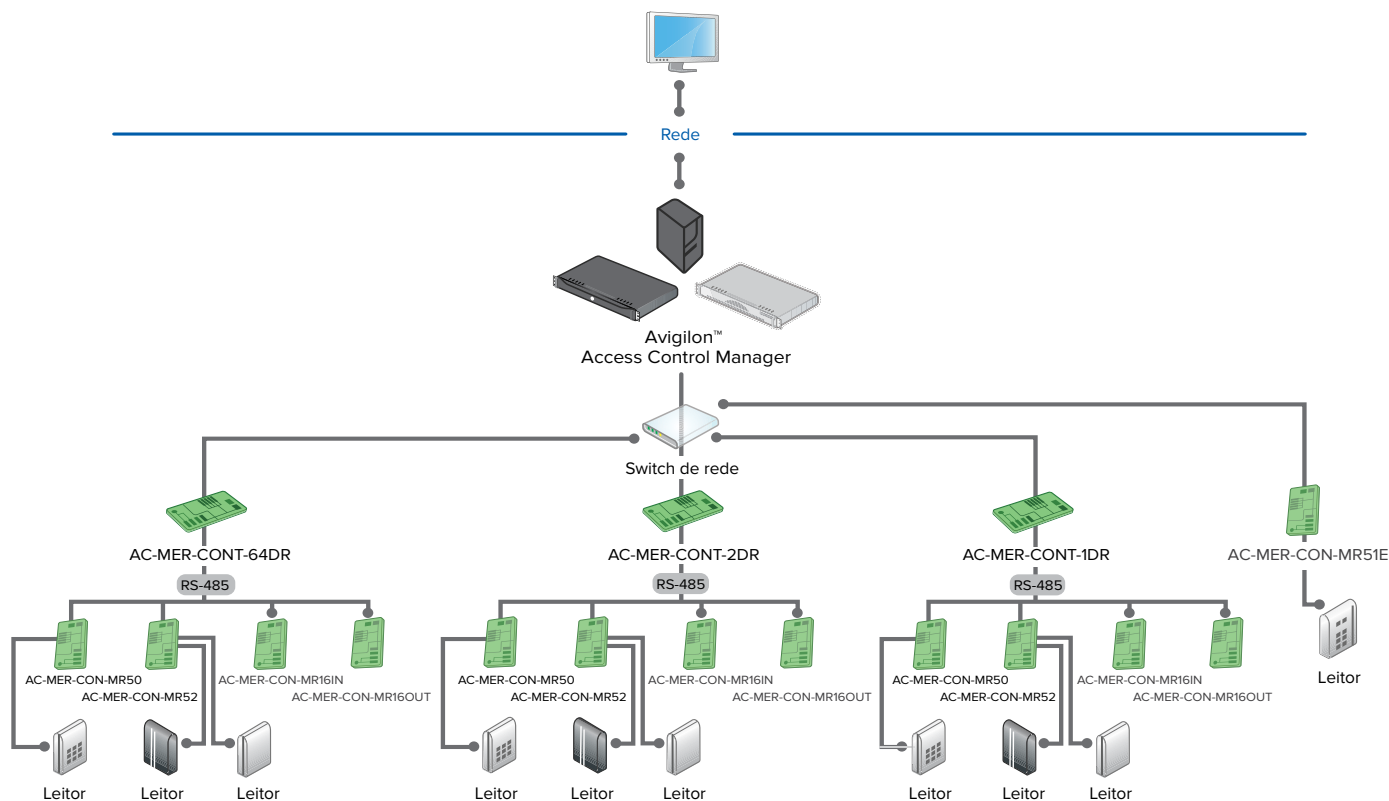 Rede
Avigilon™
Access Control Manager
Switch de rede
AC-MER-CONT-64DR
AC-MER-CONT-2DR
AC-MER-CONT-1DR
AC-MER-CON-MR51E
RS-485
RS-485
RS-485
AC-MER-CON-MR50
AC-MER-CON-MR16IN
AC-MER-CON-MR52
AC-MER-CON-MR16OUT
AC-MER-CON-MR50
AC-MER-CON-MR16IN
AC-MER-CON-MR52
AC-MER-CON-MR16OUT
AC-MER-CON-MR50
AC-MER-CON-MR16IN
AC-MER-CON-MR52
AC-MER-CON-MR16OUT
Leitor
Leitor
Leitor
Leitor
Leitor
Leitor
Leitor
Leitor
Leitor
Leitor